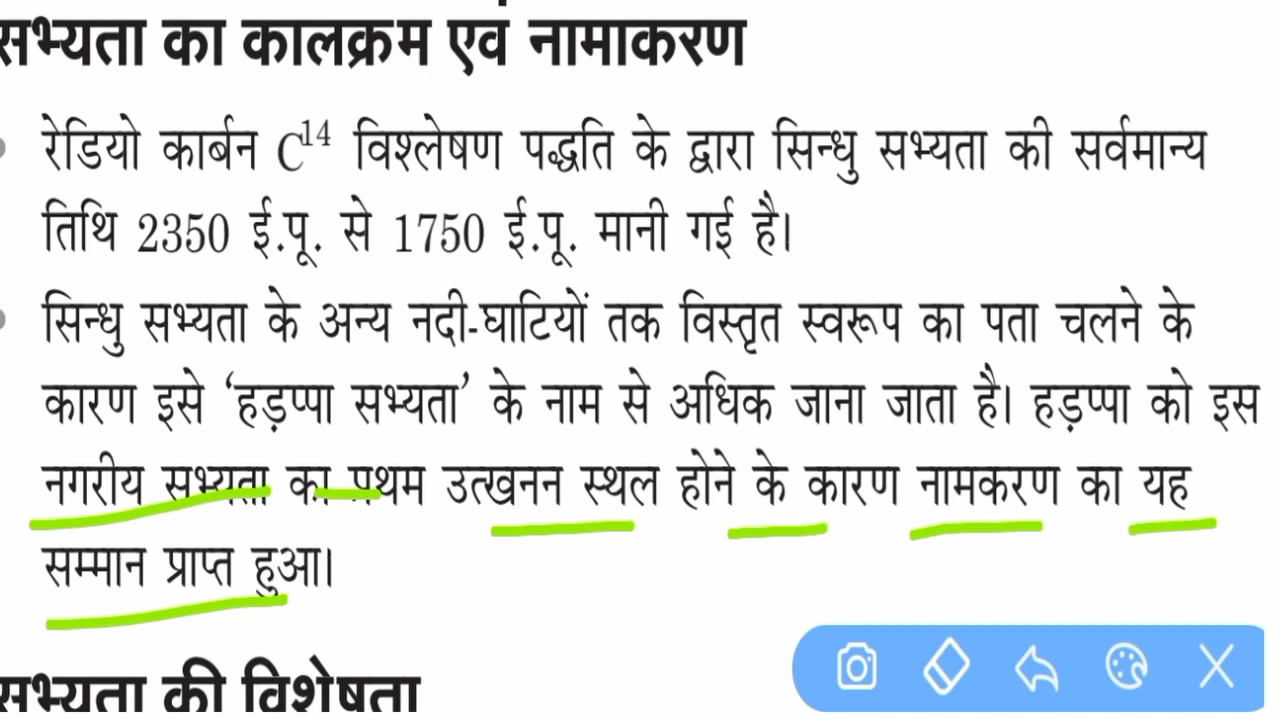 सभ्यता का कालक्रम एवं नामाकरण
रेडियो कार्बन C¹⁴ विश्लेषण पद्धति के द्वारा सिन्धु सभ्यता की सर्वमान्य
तिथि 2350 ई.पू. से 1750 ई.पू. मानी गई है।
सिन्धु सभ्यता के अन्य नदी-घाटियों तक विस्तृत स्वरूप का पता चलने के
कारण इसे ‘हड़प्पा सभ्यता’ के नाम से अधिक जाना जाता है। हड़प्पा को इस
नगरीय सभ्यता का प्रथम उत्खनन स्थल होने के कारण नामकरण का यह
सम्मान प्राप्त हुआ।
सभ्यता की विशेषता